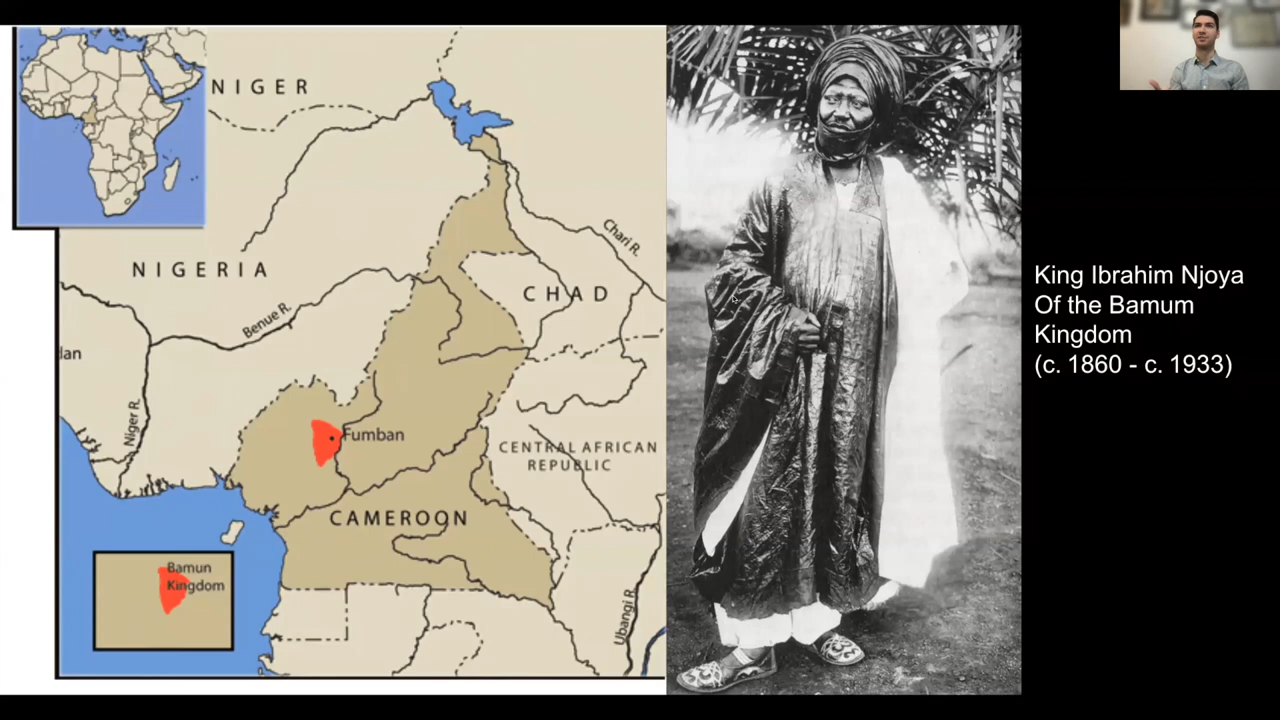 NIGER
NIGERIA
Benue R.
Chari R.
CHAD
dan
Niger R.
Fumban
CENTRAL AFRICAN
REPUBLIC
CAMEROON
Bamun
Kingdom
Ubangi R.
King Ibrahim Njoya
Of the Bamum
Kingdom
(c. 1860 - c. 1933)